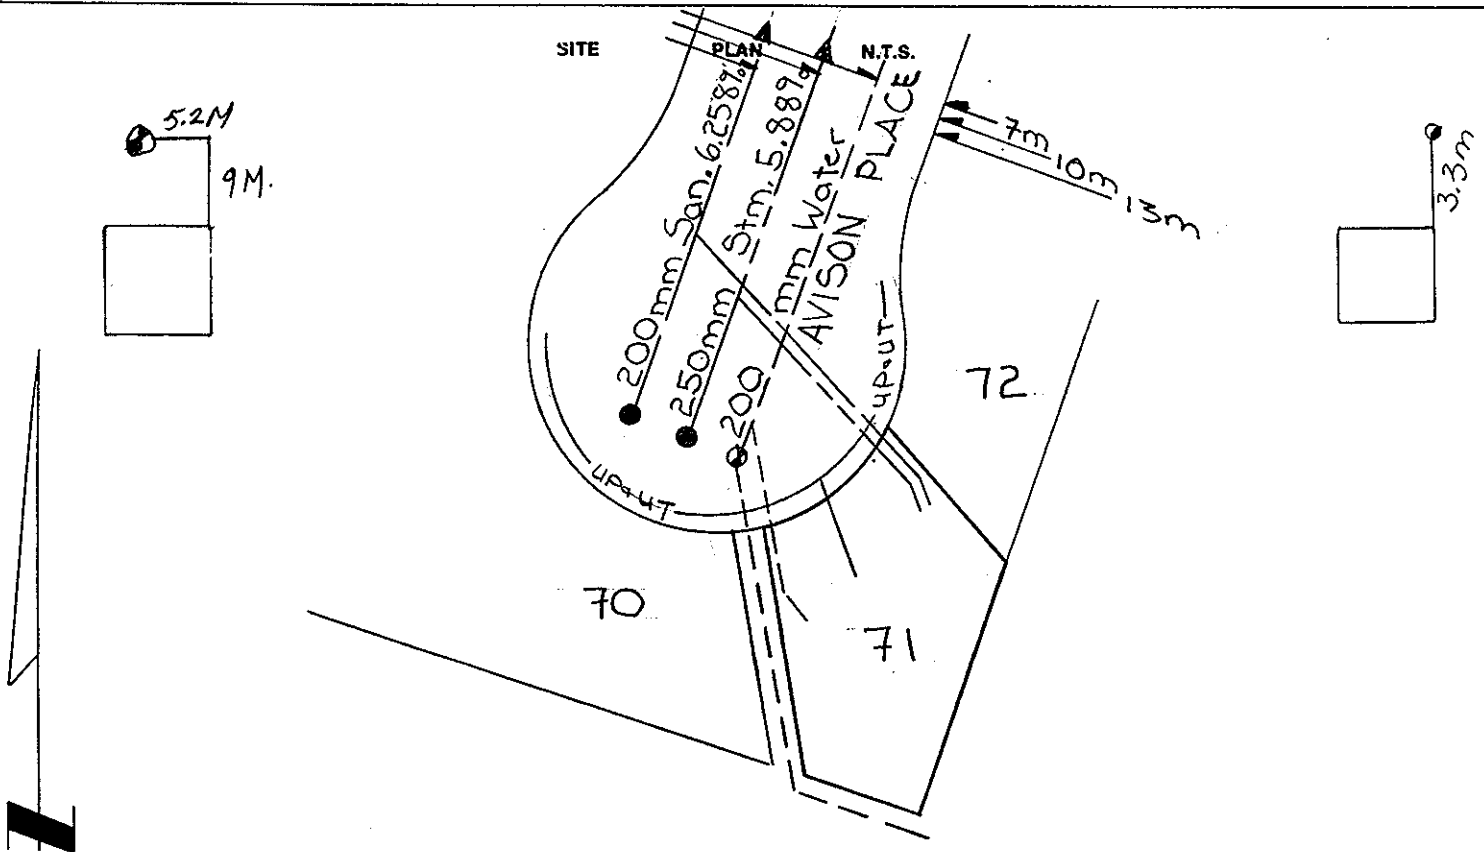 SITE PLAN N.T.S.
5.2M
9M.
200mm San. 6.258%
250mm Stm. 5.889%
200 mm Water
AVISON PLACE
7m
10m
13m
3.3m
UP&UT
UP&UT
72
70
71